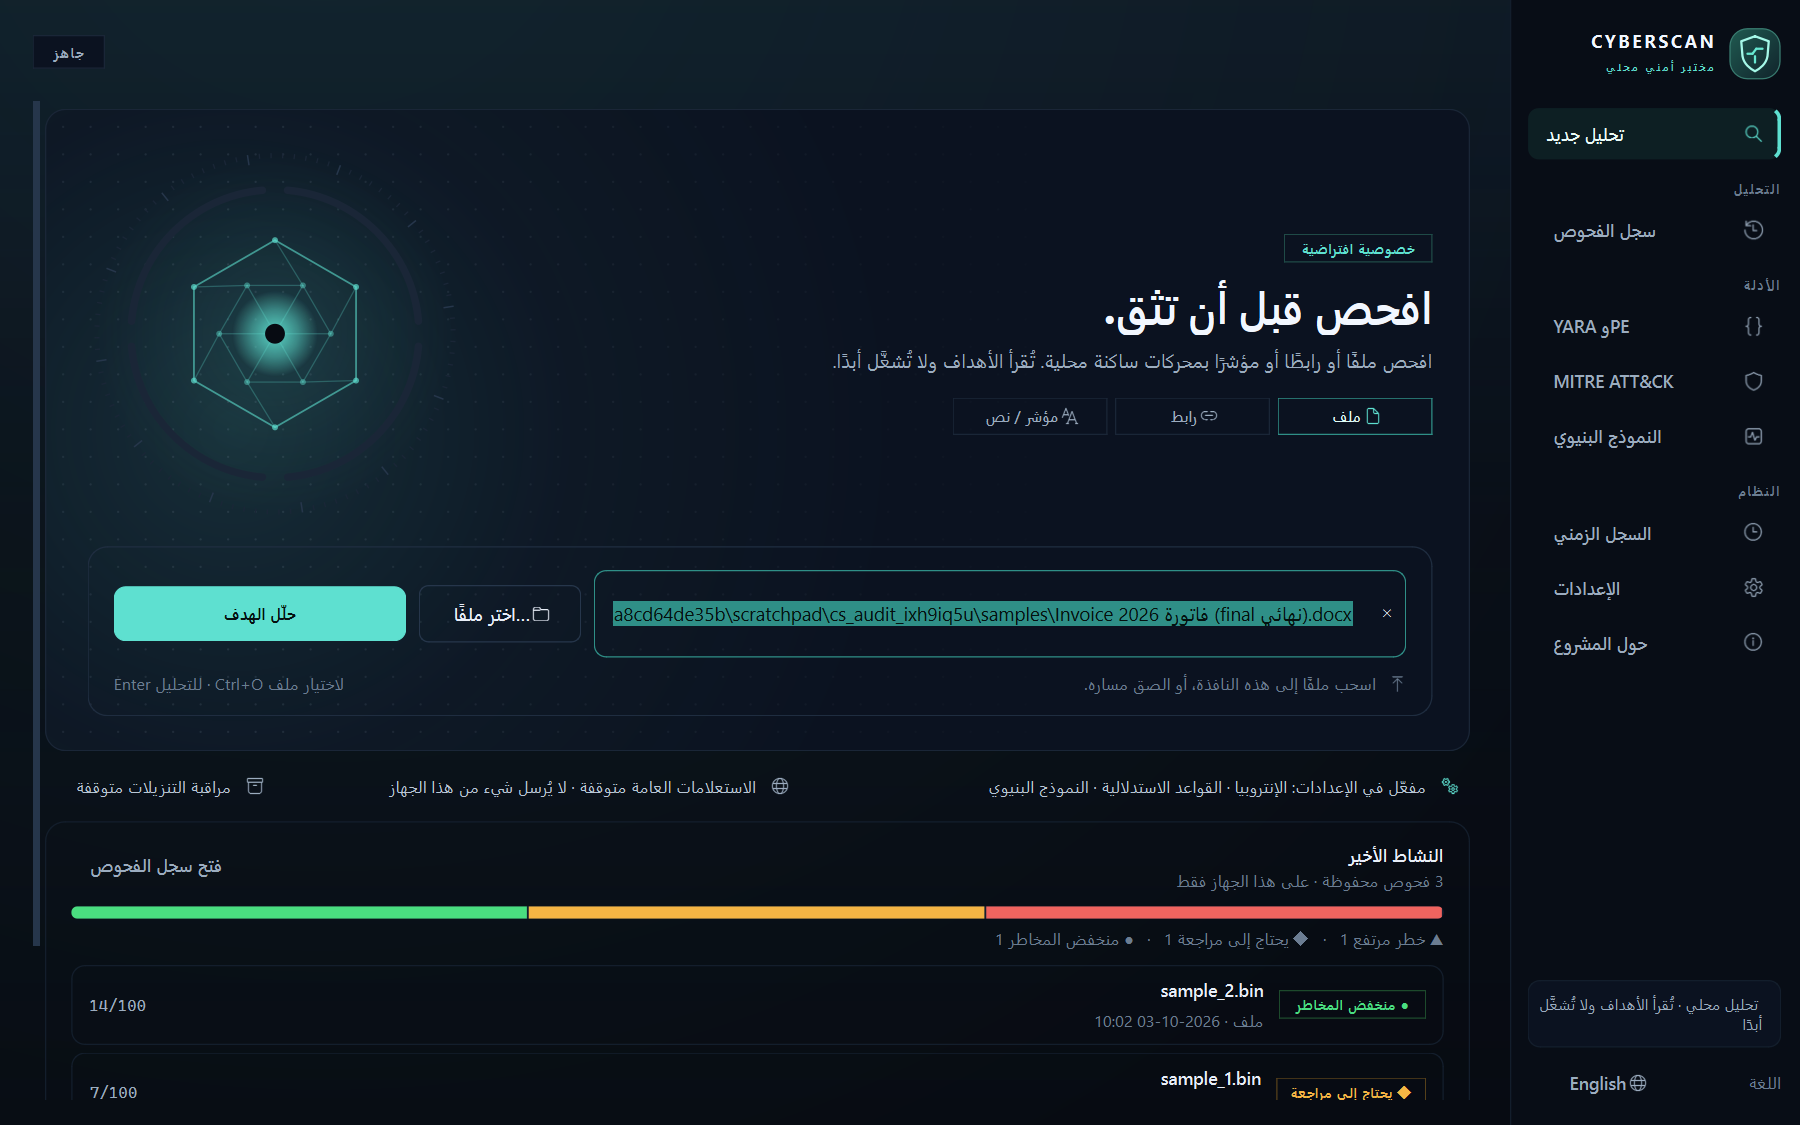 CYBERSCAN
مختبر أمني محلي
تحليل جديد
التحليل
سجل الفحوص
الأدلة
YARA وPE
MITRE ATT&CK
النموذج البنيوي
النظام
السجل الزمني
الإعدادات
حول المشروع
تحليل محلي · تُقرأ الأهداف ولا تُشغَّل
أبدًا
اللغة
English
جاهز
خصوصية افتراضية
افحص قبل أن تثق.
افحص ملفًا أو رابطًا أو مؤشرًا بمحركات ساكنة محلية. تُقرأ الأهداف ولا تُشغَّل أبدًا.
ملف
رابط
مؤشر / نص
a8cd64de35b\scratchpad\cs_audit_ixh9iq5u\samples\Invoice 2026 فاتورة (final نهائي).docx
اختر ملفًا...
حلّل الهدف
اسحب ملفًا إلى هذه النافذة، أو الصق مساره.
Enter للتحليل · Ctrl+O لاختيار ملف
مفعّل في الإعدادات: الإنتروبيا · القواعد الاستدلالية · النموذج البنيوي
الاستعلامات العامة متوقفة · لا يُرسل شيء من هذا الجهاز
مراقبة التنزيلات متوقفة
النشاط الأخير
فتح سجل الفحوص
3 فحوص محفوظة · على هذا الجهاز فقط
▲ خطر مرتفع 1 · ◆ يحتاج إلى مراجعة 1 · ● منخفض المخاطر 1
● منخفض المخاطر
sample_2.bin
ملف · 2026-10-03 10:02
14/100
◆ يحتاج إلى مراجعة
sample_1.bin
7/100